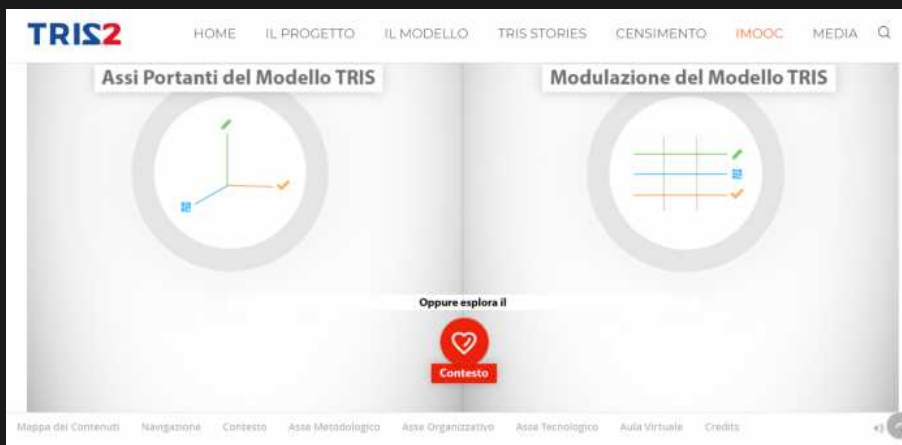 TRIS2 HOME IL PROGETTO IL MODELLO TRIS STORIES CENSIMENTO IMOOC MEDIA
Assi Portanti del Modello TRIS
Modulazione del Modello TRIS
Oppure esplora il
Contesto
Mappa dei Contenuti Navigazione Contesto Asse Metodologico Asse Organizzativo Asse Tecnologico Aula Virtuale Credits